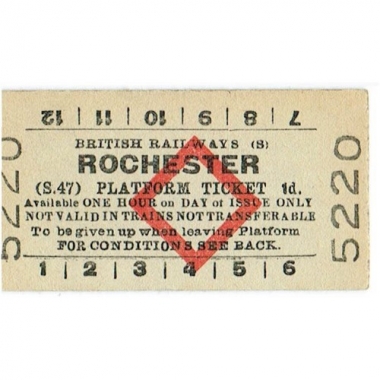 12 | 11 | 10 | 9 | 8 | 7
BRITISH RAILWAYS (S)
ROCHESTER
(S.47) PLATFORM TICKET 1d.
Available ONE HOUR on DAY of ISSUE ONLY
NOT VALID IN TRAINS NOT TRANSFERABLE
To be given up when leaving Platform
FOR CONDITIONS SEE BACK.
1 | 2 | 3 | 4 | 5 | 6
5220
5220